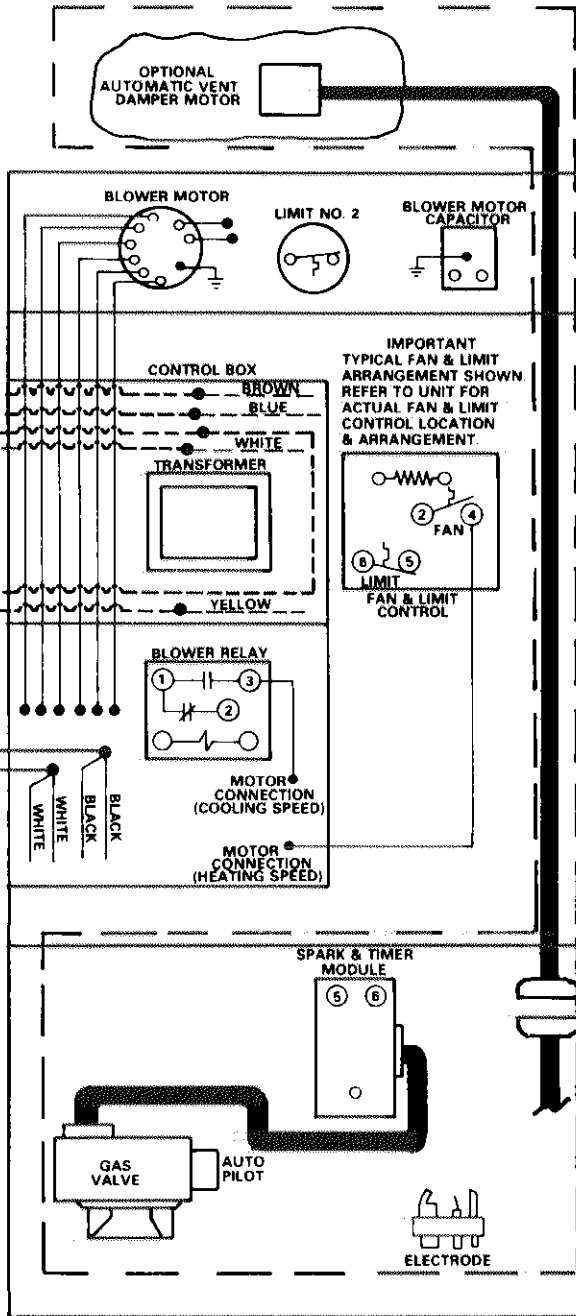 OPTIONAL
AUTOMATIC VENT
DAMPER MOTOR
BLOWER MOTOR
LIMIT NO. 2
BLOWER MOTOR
CAPACITOR
IMPORTANT
TYPICAL FAN & LIMIT
ARRANGEMENT SHOWN
REFER TO UNIT FOR
ACTUAL FAN & LIMIT
CONTROL LOCATION
& ARRANGEMENT
CONTROL BOX
BROWN
BLUE
WHITE
TRANSFORMER
2
4
FAN
6
5
LIMIT
FAN & LIMIT
CONTROL
YELLOW
BLOWER RELAY
1
3
2
MOTOR
CONNECTION
(COOLING SPEED)
WHITE
WHITE
BLACK
BLACK
MOTOR
CONNECTION
(HEATING SPEED)
SPARK & TIMER
MODULE
5
6
GAS
VALVE
AUTO
PILOT
ELECTRODE